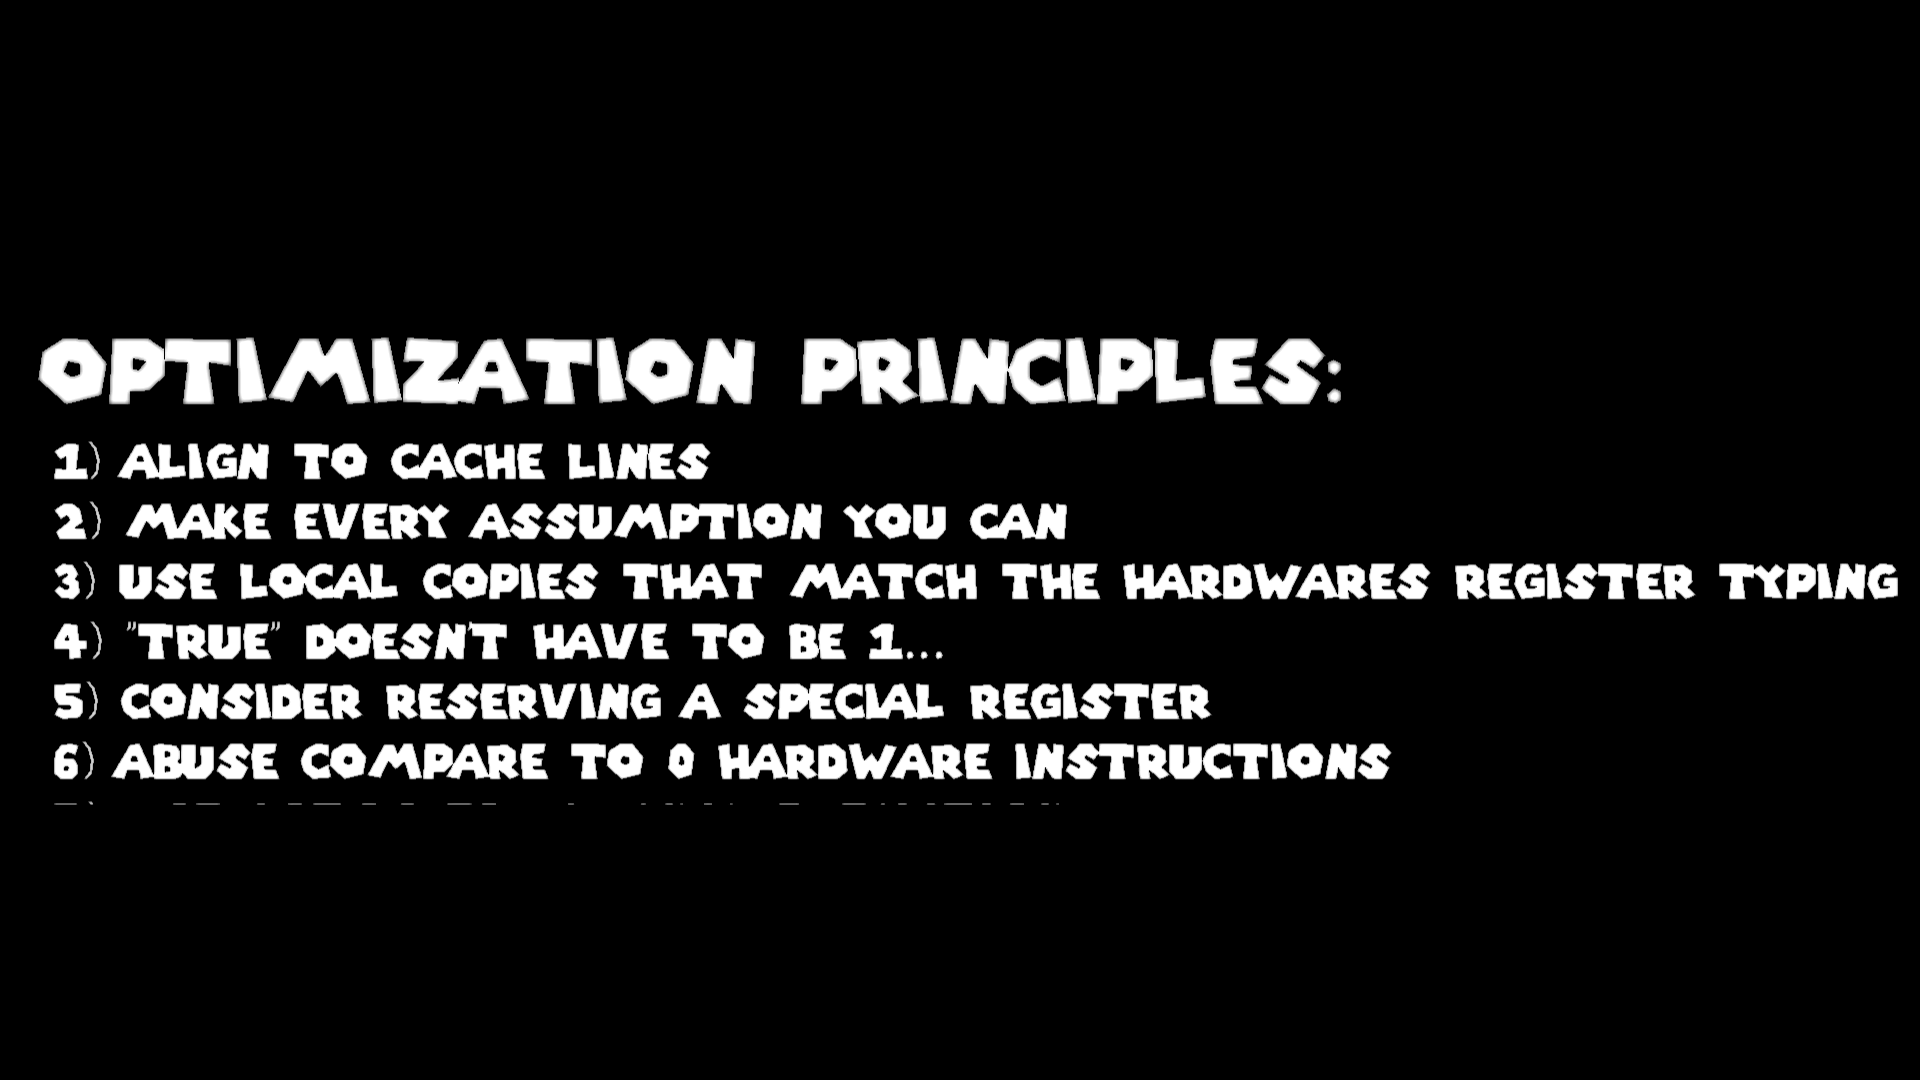 OPTIMIZATION PRINCIPLES:
1) ALIGN TO CACHE LINES
2) MAKE EVERY ASSUMPTION YOU CAN
3) USE LOCAL COPIES THAT MATCH THE HARDWARES REGISTER TYPING
4) "TRUE" DOESN'T HAVE TO BE 1...
5) CONSIDER RESERVING A SPECIAL REGISTER
6) ABUSE COMPARE TO 0 HARDWARE INSTRUCTIONS